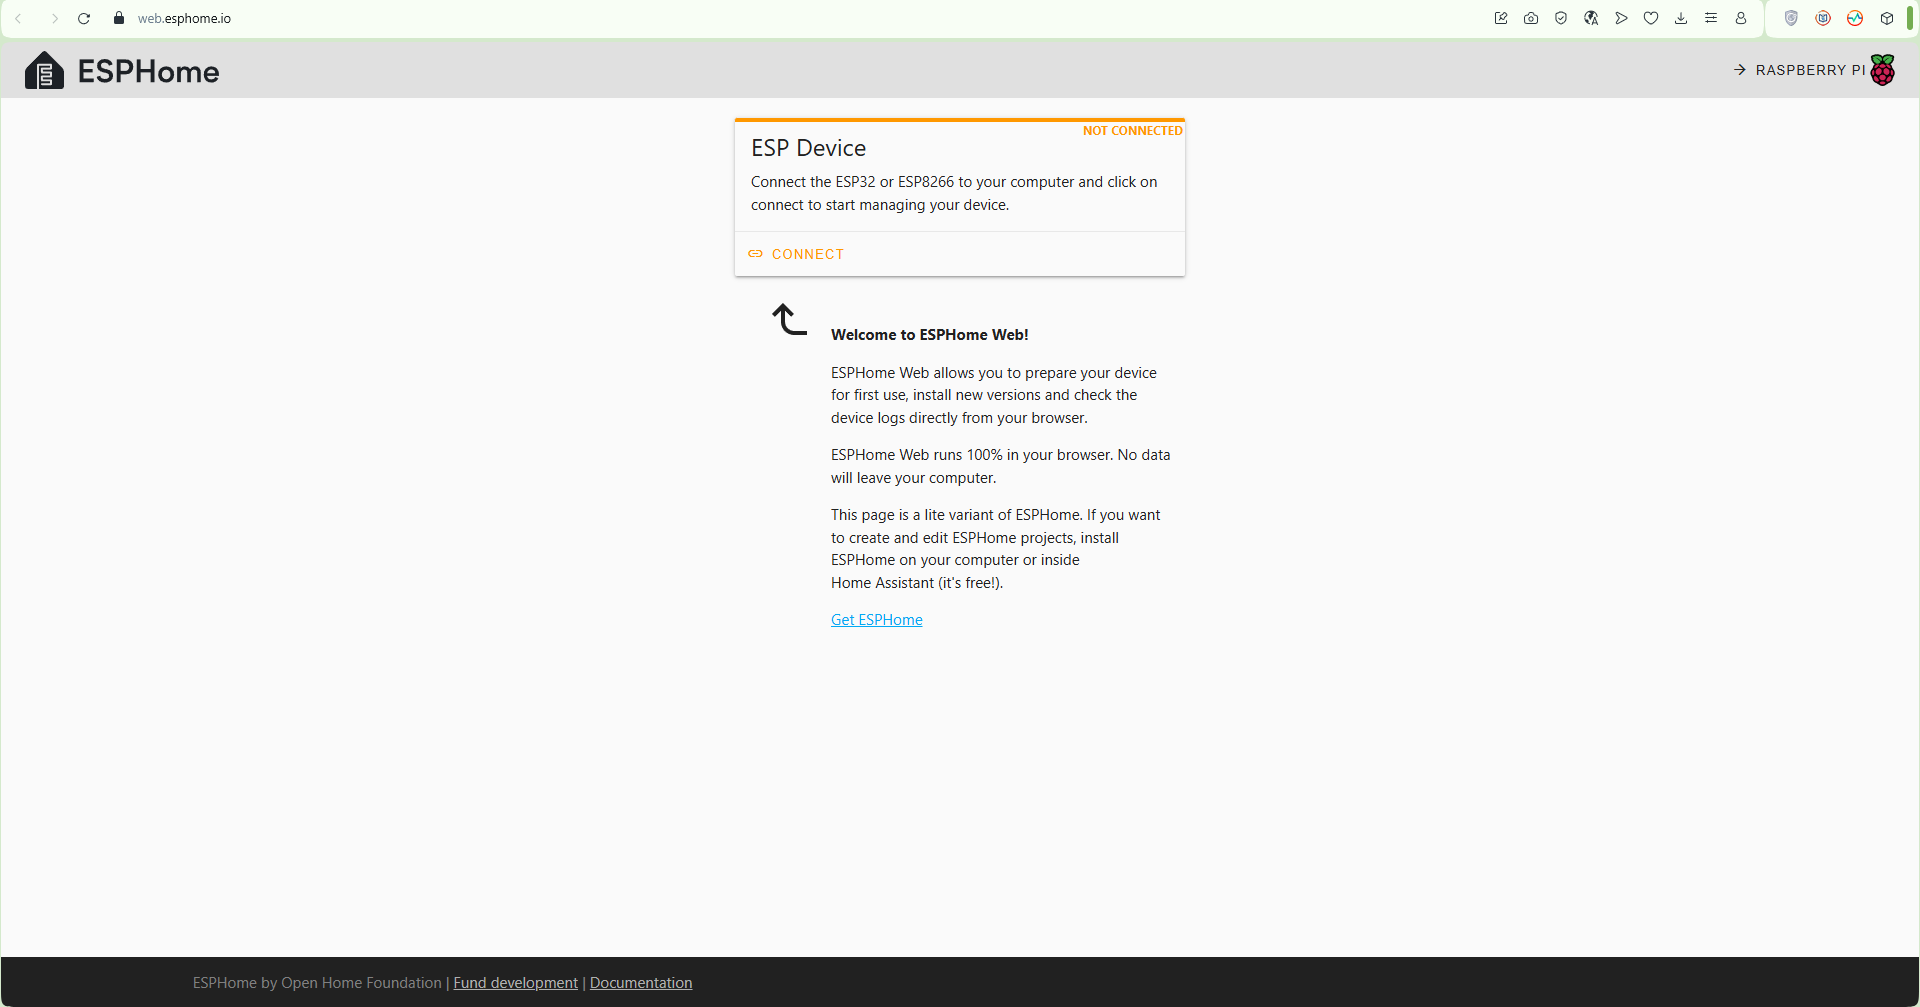 web.esphome.io
ESPHome
RASPBERRY PI
NOT CONNECTED
ESP Device
Connect the ESP32 or ESP8266 to your computer and click on
connect to start managing your device.
CONNECT
Welcome to ESPHome Web!
ESPHome Web allows you to prepare your device
for first use, install new versions and check the
device logs directly from your browser.
ESPHome Web runs 100% in your browser. No data
will leave your computer.
This page is a lite variant of ESPHome. If you want
to create and edit ESPHome projects, install
ESPHome on your computer or inside
Home Assistant (it's free!).
Get ESPHome
ESPHome by Open Home Foundation | Fund development | Documentation